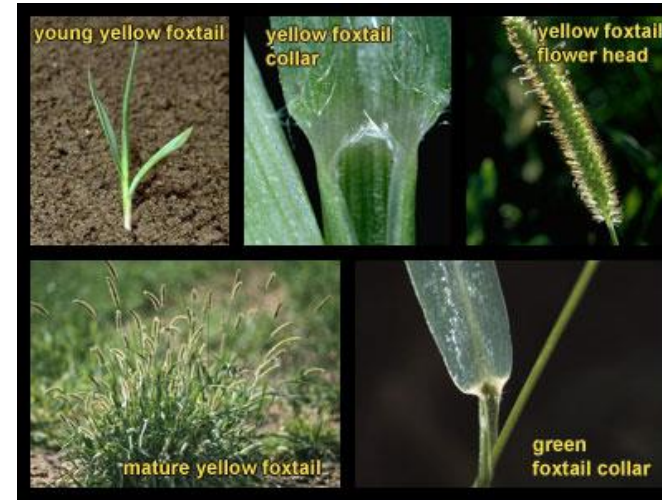 young yellow foxtail
yellow foxtail
collar
yellow foxtail
flower head
mature yellow foxtail
green
foxtail collar